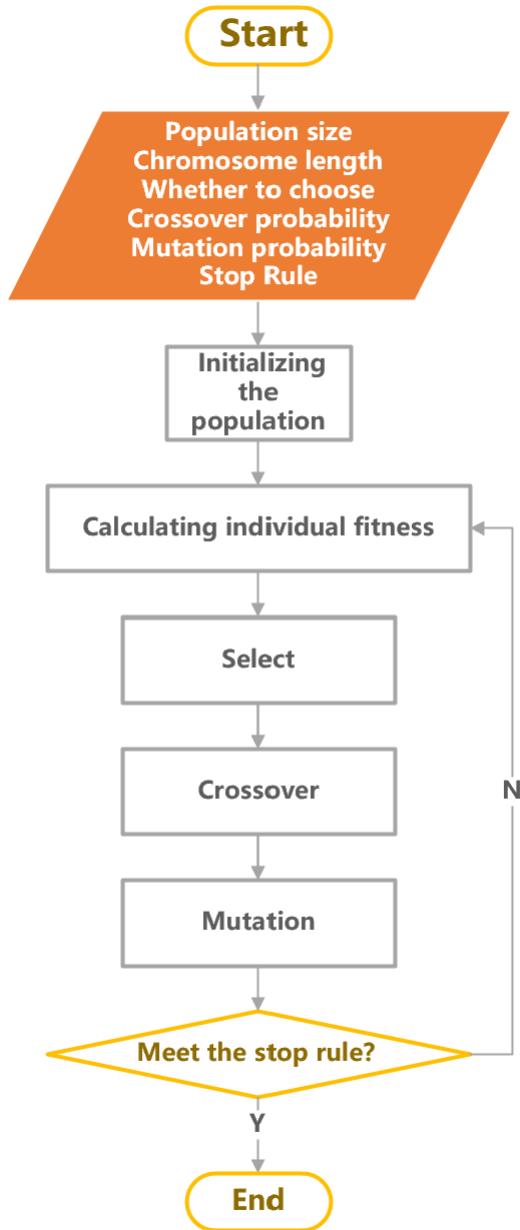 Start
Population size
Chromosome length
Whether to choose
Crossover probability
Mutation probability
Stop Rule
Initializing
the
population
Calculating individual fitness
Select
Crossover
N
Mutation
Meet the stop rule?
Y
End